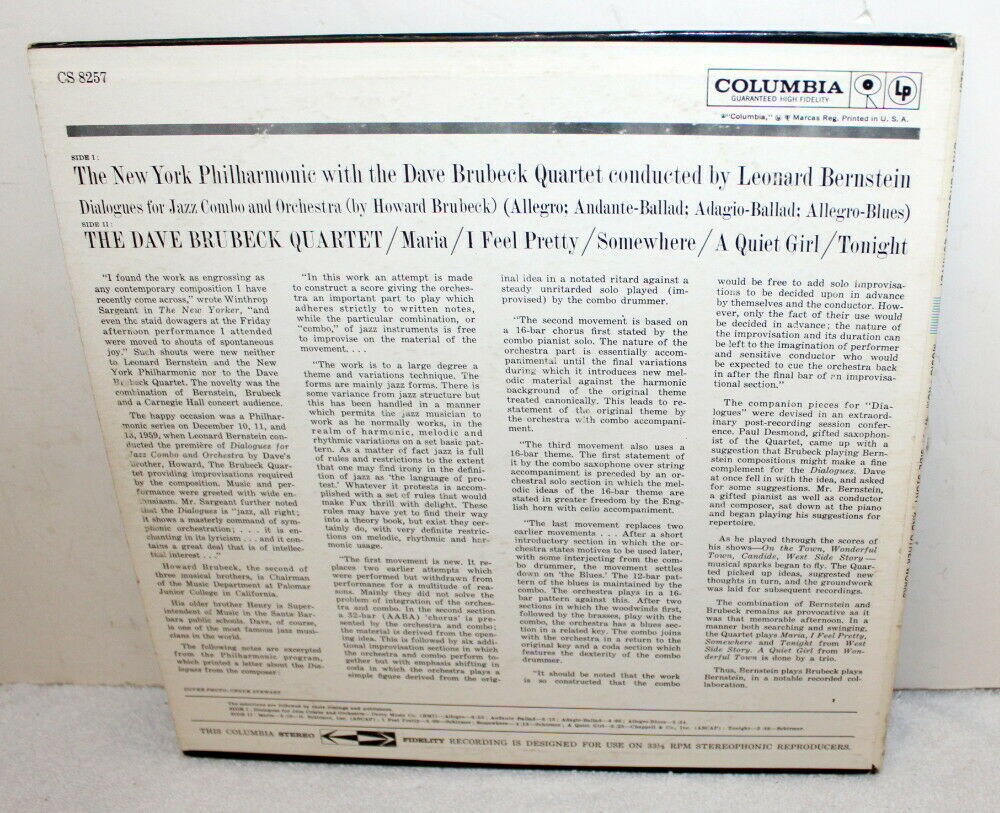 CS 8257
COLUMBIA
GUARANTEED HIGH FIDELITY
Lp
"Columbia," Marcas Reg. Printed in U. S. A.
SIDE I:
The New York Philharmonic with the Dave Brubeck Quartet conducted by Leonard Bernstein
Dialogues for Jazz Combo and Orchestra (by Howard Brubeck) (Allegro; Andante-Ballad; Adagio-Ballad; Allegro-Blues)
SIDE II:
THE DAVE BRUBECK QUARTET/Maria/I Feel Pretty/Somewhere/A Quiet Girl/Tonight
"I found the work as engrossing as
any contemporary composition I have
recently come across," wrote Winthrop
Sargeant in The New Yorker, "and
even the staid dowagers at the Friday
afternoon performance I attended
were moved to shouts of spontaneous
joy." Such shouts were new neither
to Leonard Bernstein and the New
York Philharmonic nor to the Dave
Brubeck Quartet. The novelty was the
combination of Bernstein, Brubeck
and a Carnegie Hall concert audience.
The happy occasion was a Philhar-
monic series on December 10, 11, and
13, 1959, when Leonard Bernstein con-
ducted the première of Dialogues for
Jazz Combo and Orchestra by Dave's
brother, Howard, The Brubeck Quar-
tet providing improvisations required
by the composition. Music and per-
formance were greeted with wide en-
thusiasm. Mr. Sargeant further noted
that the Dialogues is "jazz, all right;
it shows a masterly command of sym-
phonic orchestration; . . . it is en-
chanting in its lyricism . . . and it con-
tains a great deal that is of intellec-
tual interest . . ."
Howard Brubeck, the second of
three musical brothers, is Chairman
of the Music Department at Palomar
Junior College in California.
His older brother Henry is Super-
intendent of Music in the Santa Bar-
bara public schools. Dave, of course,
is one of the most famous jazz musi-
cians in the world.
The following notes are excerpted
from the Philharmonic program,
which printed a letter about the Dia-
logues from the composer:
"In this work an attempt is made
to construct a score giving the orches-
tra an important part to play which
adheres strictly to written notes,
while the particular combination, or
"combo," of jazz instruments is free
to improvise on the material of the
movement. . . .
"The work is to a large degree a
theme and variations technique. The
forms are mainly jazz forms. There is
some variance from jazz structure but
this has been handled in a manner
which permits the jazz musician to
work as he normally works, in the
realm of harmonic, melodic and
rhythmic variations on a set basic pat-
tern. As a matter of fact jazz is full
of rules and restrictions to the extent
that one may find irony in the defini-
tion of jazz as 'the language of pro-
test.' Whatever it protests is accom-
plished with a set of rules that would
make Fux thrill with delight. These
rules may have yet to find their way
into a theory book, but exist they cer-
tainly do, with very definite restric-
tions on melodic, rhythmic and har-
monic usage.
"The first movement is new. It re-
places two earlier attempts which
were performed but withdrawn from
performance for a multitude of rea-
sons. Mainly they did not solve the
problem of integration of the orches-
tra and combo. In the second section
a 32-bar (AABA) 'chorus' is pre-
sented by the orchestra and combo;
the material is derived from the open-
ing idea. This is followed by six addi-
tional improvisation sections in which
the orchestra and combo perform to-
gether but with emphasis shifting in
coda in which the orchestra plays a
simple figure derived from the orig-
inal idea in a notated ritard against a
steady unritarded solo played (im-
provised) by the combo drummer.
"The second movement is based on
a 16-bar chorus first stated by the
combo pianist solo. The nature of the
orchestra part is essentially accom-
panimental until the final variations
during which it introduces new mel-
odic material against the harmonic
background of the original theme
treated canonically. This leads to re-
statement of the original theme by
the orchestra with combo accompani-
ment.
"The third movement also uses a
16-bar theme. The first statement of
it by the combo saxophone over string
accompaniment is preceded by an or-
chestral solo section in which the mel-
odic ideas of the 16-bar theme are
stated in greater freedom by the Eng-
lish horn with cello accompaniment.
"The last movement replaces two
earlier movements . . . After a short
introductory section in which the or-
chestra states motives to be used later,
with some interjecting from the com-
bo drummer, the movement settles
down 'on the Blues.' The 12-bar pat-
tern of the blues is maintained by the
combo. The orchestra plays in a 16-
bar pattern against this. After two
sections in which the woodwinds first,
followed by the brasses, play with the
combo, the orchestra has a blues sec-
tion in a related key. The combo joins
with the orchestra in a return to the
original key and a coda section which
features the dexterity of the combo
drummer.
"It should be noted that the work
is so constructed that the combo
would be free to add solo improvisa-
tions to be decided upon in advance
by themselves and the conductor. How-
ever, only the fact of their use would
be decided in advance; the nature of
the improvisation and its duration can
be left to the imagination of performer
and sensitive conductor who would
be expected to cue the orchestra back
in after the final bar of an improvisa-
tional section."
The companion pieces for "Dia-
logues" were devised in an extraord-
inary post-recording session confer-
ence. Paul Desmond, gifted saxophon-
ist of the Quartet, came up with a
suggestion that Brubeck playing Bern-
stein compositions might make a fine
complement for the Dialogues. Dave
at once fell in with the idea, and asked
for some suggestions. Mr. Bernstein,
a gifted pianist as well as conductor
and composer, sat down at the piano
and began playing his suggestions for
repertoire.
As he played through the scores of
his shows—On the Town, Wonderful
Town, Candide, West Side Story—
musical sparks began to fly. The Quar-
tet picked up ideas, suggested new
thoughts in turn, and the groundwork
was laid for subsequent recordings.
The combination of Bernstein and
Brubeck remains as provocative as it
was that memorable afternoon. In a
manner both searching and swinging,
the Quartet plays Maria, I Feel Pretty,
Somewhere and Tonight from West
Side Story. A Quiet Girl from Won-
derful Town is done by a trio.
Thus, Bernstein plays Brubeck plays
Bernstein, in a notable recorded col-
laboration.
COVER PHOTO: CHUCK STEWART
The selections are followed by their timings and publishers.
THIS COLUMBIA STEREO FIDELITY RECORDING IS DESIGNED FOR USE ON 33⅓ RPM STEREOPHONIC REPRODUCERS.